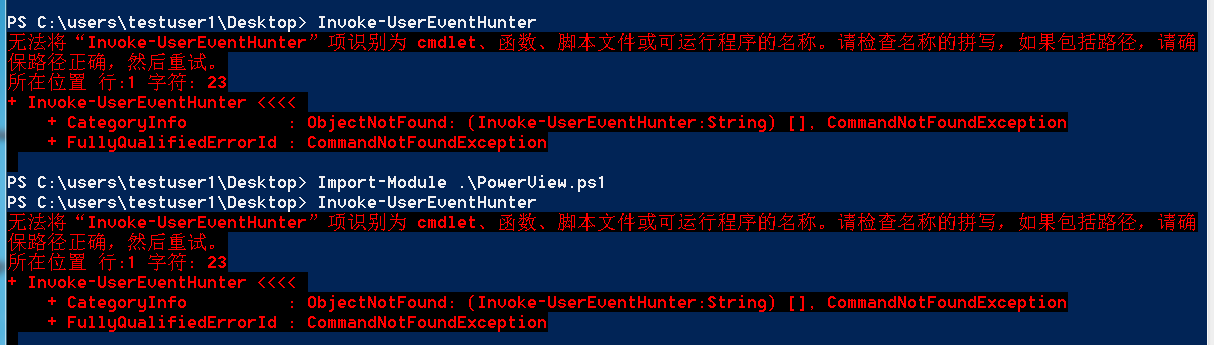 PS C:\users\testuser1\Desktop> Invoke-UserEventHunter
无法将“Invoke-UserEventHunter”项识别为 cmdlet、函数、脚本文件或可运行程序的名称。请检查名称的拼写，如果包括路径，请确
保路径正确，然后重试。
所在位置 行:1 字符: 23
+ Invoke-UserEventHunter <<<<
    + CategoryInfo          : ObjectNotFound: (Invoke-UserEventHunter:String) [], CommandNotFoundException
    + FullyQualifiedErrorId : CommandNotFoundException
PS C:\users\testuser1\Desktop> Import-Module .\PowerView.ps1
PS C:\users\testuser1\Desktop> Invoke-UserEventHunter
无法将“Invoke-UserEventHunter”项识别为 cmdlet、函数、脚本文件或可运行程序的名称。请检查名称的拼写，如果包括路径，请确
保路径正确，然后重试。
所在位置 行:1 字符: 23
+ Invoke-UserEventHunter <<<<
    + CategoryInfo          : ObjectNotFound: (Invoke-UserEventHunter:String) [], CommandNotFoundException
    + FullyQualifiedErrorId : CommandNotFoundException